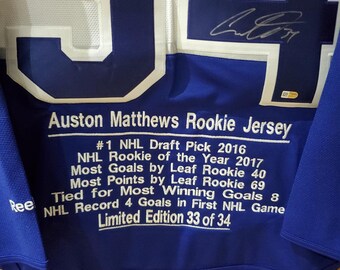 34
Auston Matthews Rookie Jersey
#1 NHL Draft Pick 2016
NHL Rookie of the Year 2017
Most Goals by Leaf Rookie 40
Most Points by Leaf Rookie 69
Tied for Most Winning Goals 8
NHL Record 4 Goals in First NHL Game
Limited Edition 33 of 34
Ree